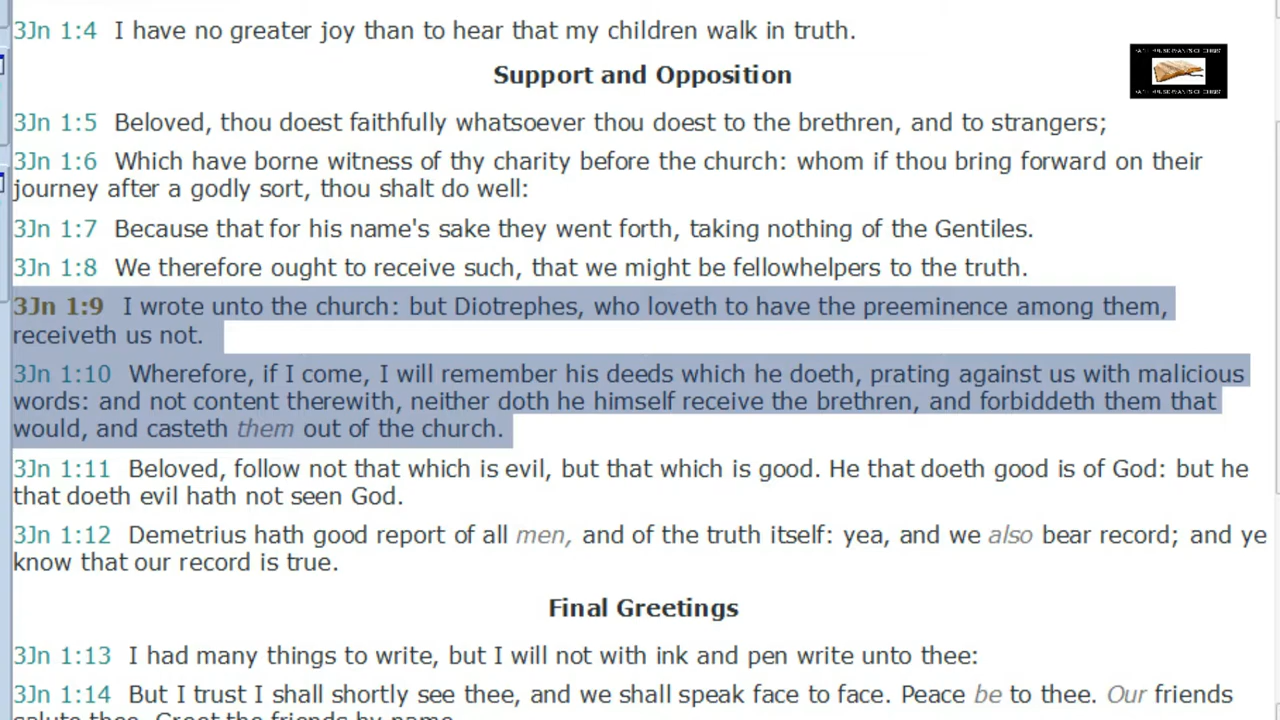 3Jn 1:4 I have no greater joy than to hear that my children walk in truth.
Support and Opposition
3Jn 1:5 Beloved, thou doest faithfully whatsoever thou doest to the brethren, and to strangers;
3Jn 1:6 Which have borne witness of thy charity before the church: whom if thou bring forward on their
journey after a godly sort, thou shalt do well:
3Jn 1:7 Because that for his name's sake they went forth, taking nothing of the Gentiles.
3Jn 1:8 We therefore ought to receive such, that we might be fellowhelpers to the truth.
3Jn 1:9 I wrote unto the church: but Diotrephes, who loveth to have the preeminence among them,
receiveth us not.
3Jn 1:10 Wherefore, if I come, I will remember his deeds which he doeth, prating against us with malicious
words: and not content therewith, neither doth he himself receive the brethren, and forbiddeth them that
would, and casteth them out of the church.
3Jn 1:11 Beloved, follow not that which is evil, but that which is good. He that doeth good is of God: but he
that doeth evil hath not seen God.
3Jn 1:12 Demetrius hath good report of all men, and of the truth itself: yea, and we also bear record; and ye
know that our record is true.
Final Greetings
3Jn 1:13 I had many things to write, but I will not with ink and pen write unto thee:
3Jn 1:14 But I trust I shall shortly see thee, and we shall speak face to face. Peace be to thee. Our friends
salute thee. Greet the friends by name.